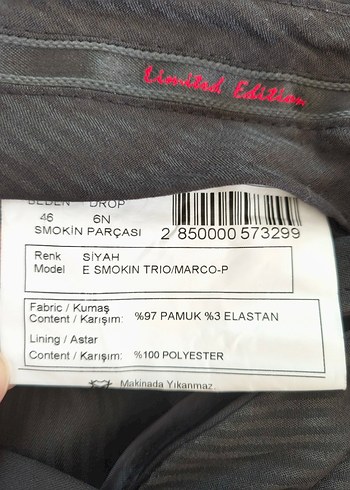 Limited Edition
BEDEN DROP
46 6N
SMOKİN PARÇASI
2 850000 573299
Renk SİYAH
Model E SMOKIN TRIO/MARCO-P
Fabric / Kumaş
Content / Karışım: %97 PAMUK %3 ELASTAN
Lining / Astar
Content / Karışım: %100 POLYESTER
Makinada Yıkanmaz.